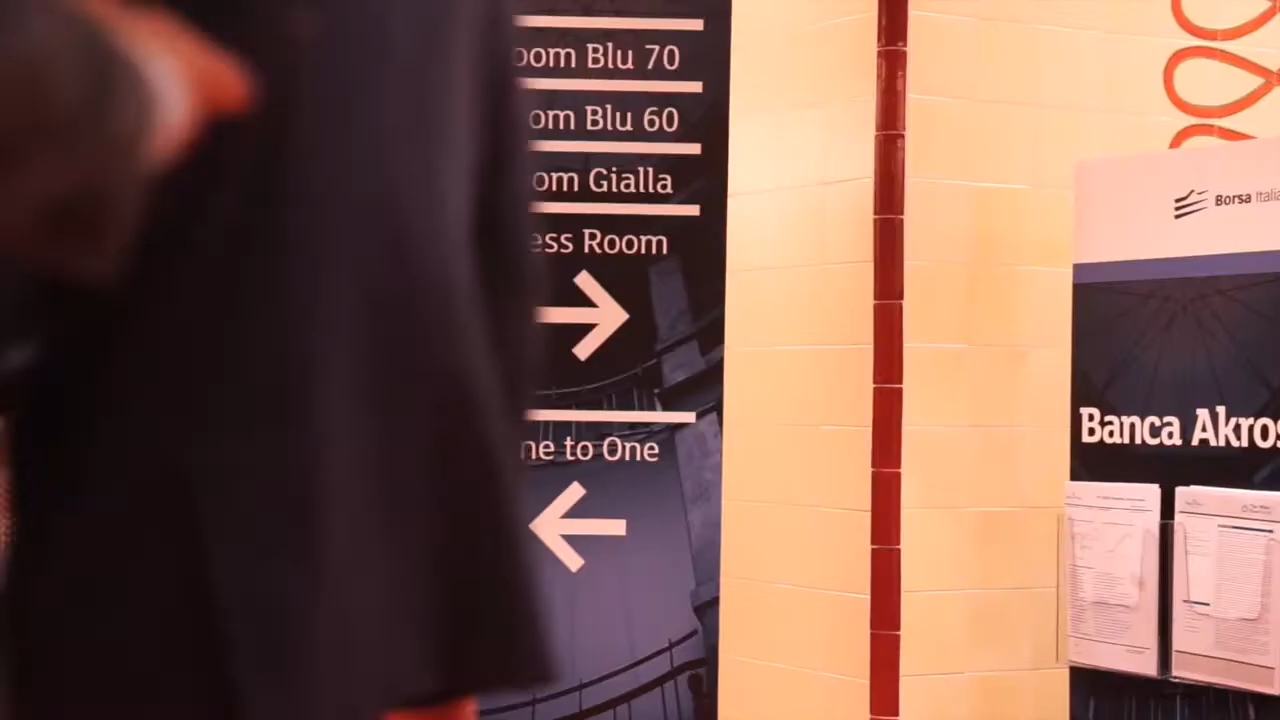 oom Blu 70
om Blu 60
om Gialla
ess Room
ne to One
Borsa Italia
Banca Akros